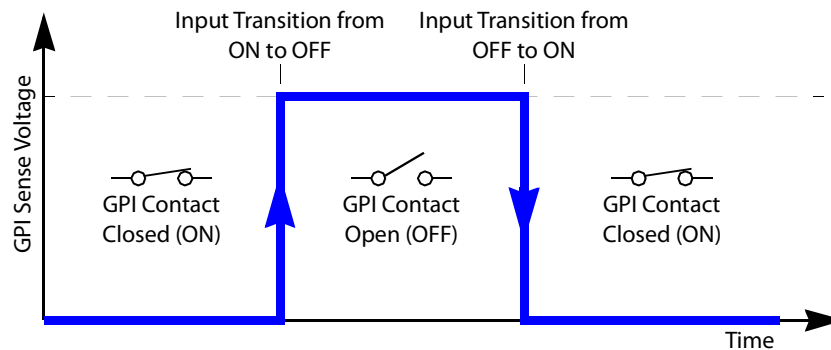 Input Transition from
ON to OFF
Input Transition from
OFF to ON
GPI Sense Voltage
GPI Contact
Closed (ON)
GPI Contact
Open (OFF)
GPI Contact
Closed (ON)
Time